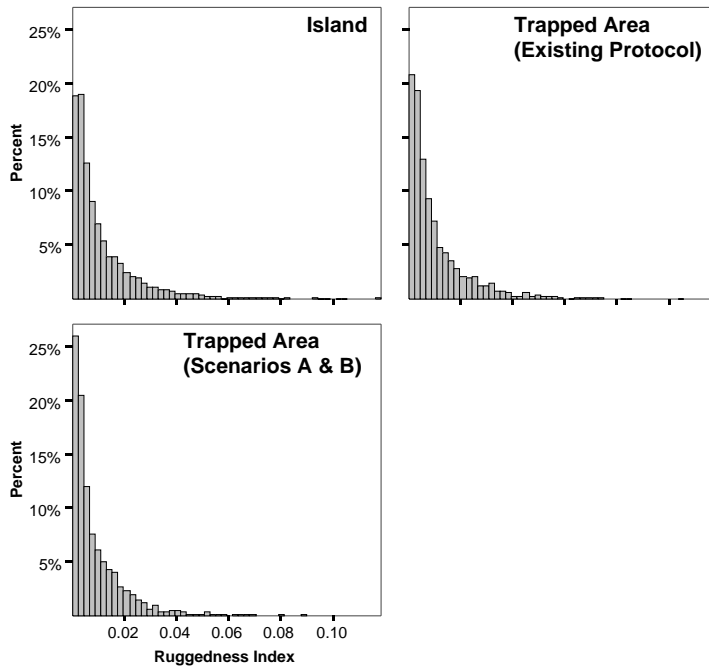 Island
25%
20%
15%
10%
5%
Percent
Trapped Area
(Existing Protocol)
Trapped Area
(Scenarios A & B)
25%
20%
15%
10%
5%
Percent
0.02 0.04 0.06 0.08 0.10
Ruggedness Index